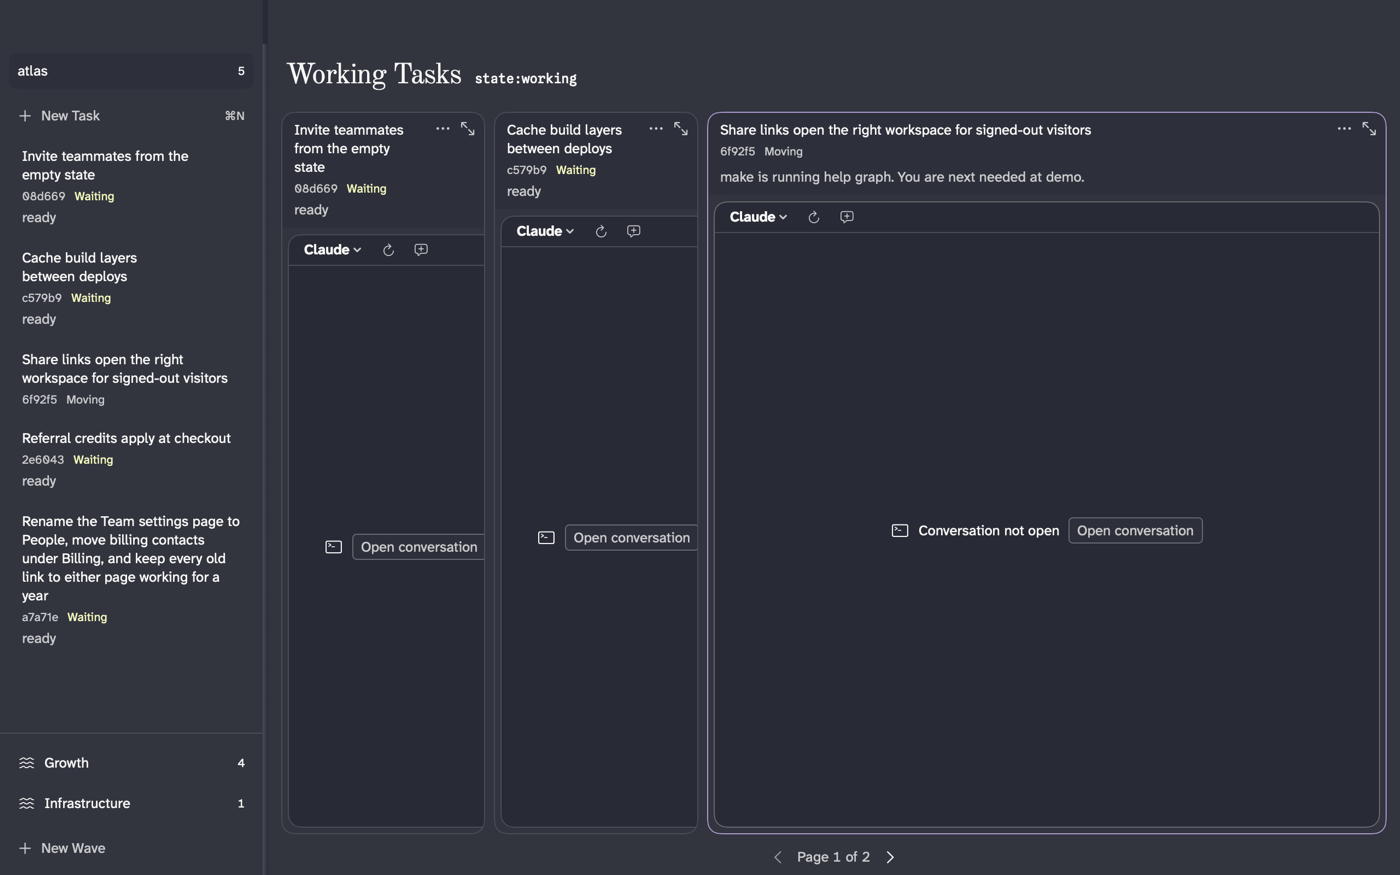 atlas 5
New Task ⌘N
Invite teammates from the
empty state
08d669 Waiting
ready
Cache build layers
between deploys
c579b9 Waiting
ready
Share links open the right
workspace for signed-out visitors
6f92f5 Moving
Referral credits apply at checkout
2e6043 Waiting
ready
Rename the Team settings page to
People, move billing contacts
under Billing, and keep every old
link to either page working for a
year
a7a71e Waiting
ready
Growth 4
Infrastructure 1
New Wave
Working Tasks state:working
Invite teammates
from the empty
state
08d669 Waiting
ready
Claude
Open conversation
Cache build layers
between deploys
c579b9 Waiting
ready
Claude
Open conversation
Share links open the right workspace for signed-out visitors
6f92f5 Moving
make is running help graph. You are next needed at demo.
Claude
Conversation not open Open conversation
Page 1 of 2